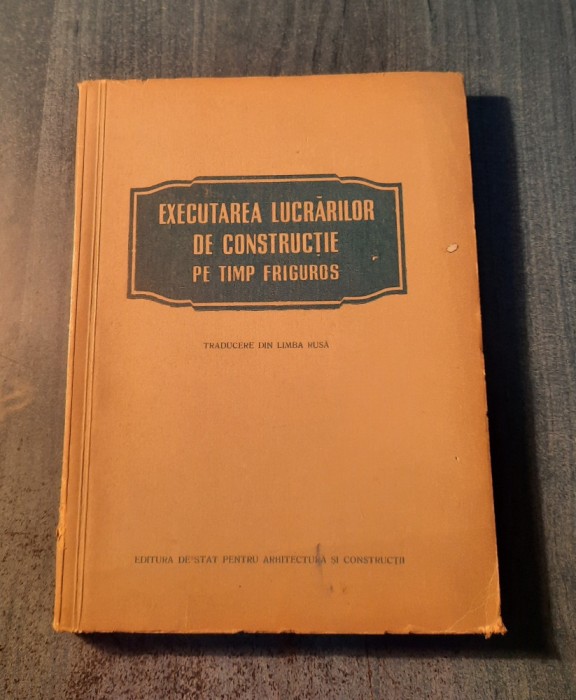 EXECUTAREA LUCRĂRILOR
DE CONSTRUCȚIE
PE TIMP FRIGUROS
TRADUCERE DIN LIMBA RUSĂ
EDITURA DE STAT PENTRU ARHITECTURĂ ȘI CONSTRUCȚII